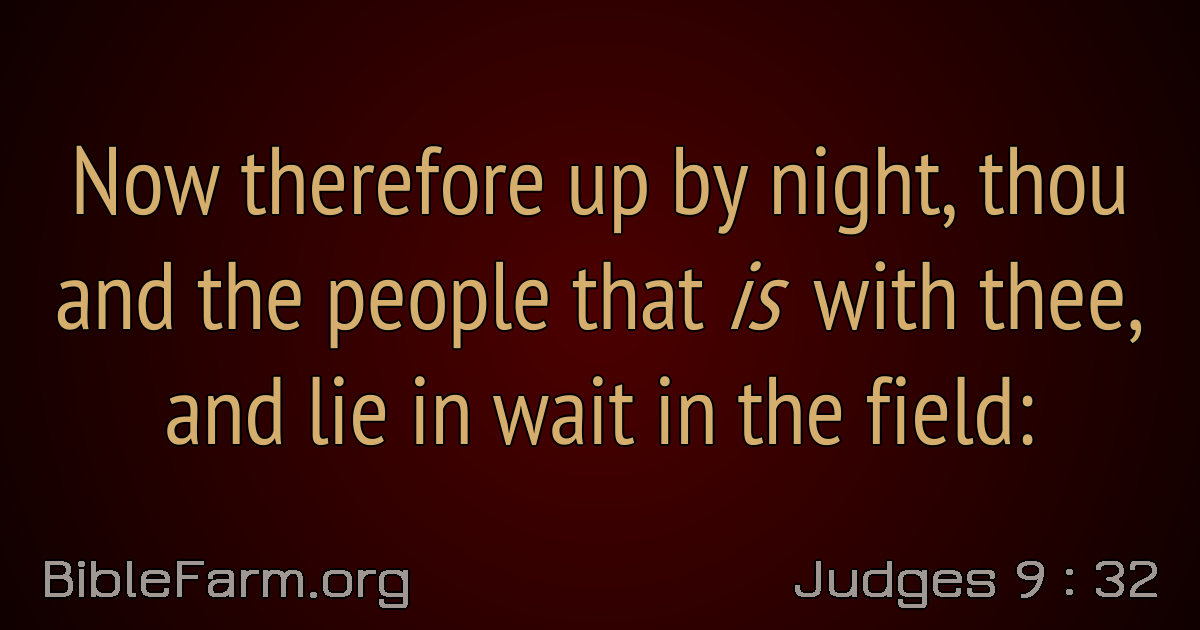 Now therefore up by night, thou
and the people that is with thee,
and lie in wait in the field:
BibleFarm.org
Judges 9 : 32